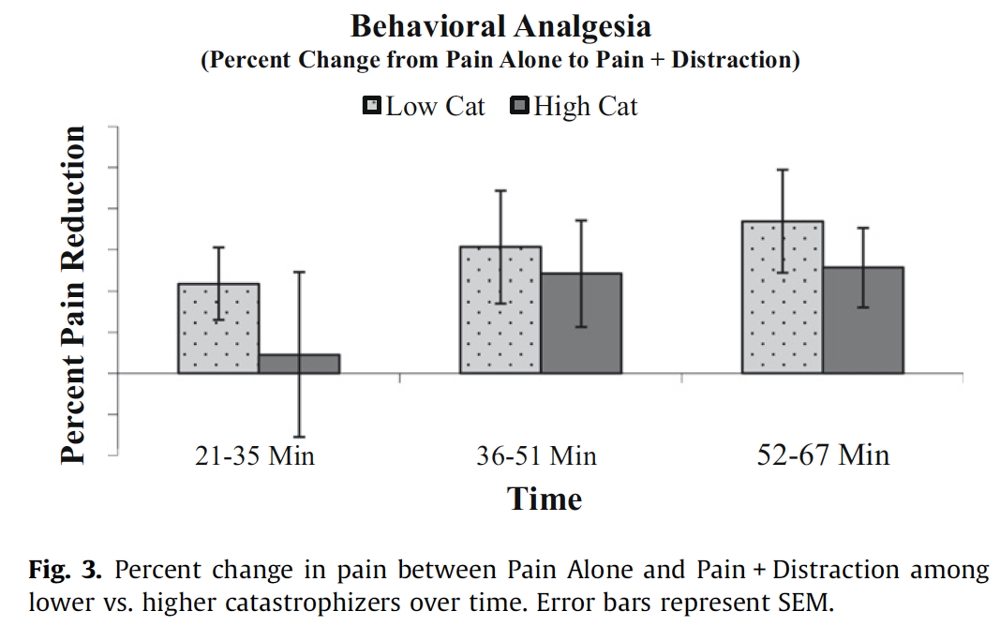 Behavioral Analgesia
(Percent Change from Pain Alone to Pain + Distraction)
Low Cat High Cat
Percent Pain Reduction
21-35 Min 36-51 Min 52-67 Min
Time
Fig. 3. Percent change in pain between Pain Alone and Pain + Distraction among
lower vs. higher catastrophizers over time. Error bars represent SEM.